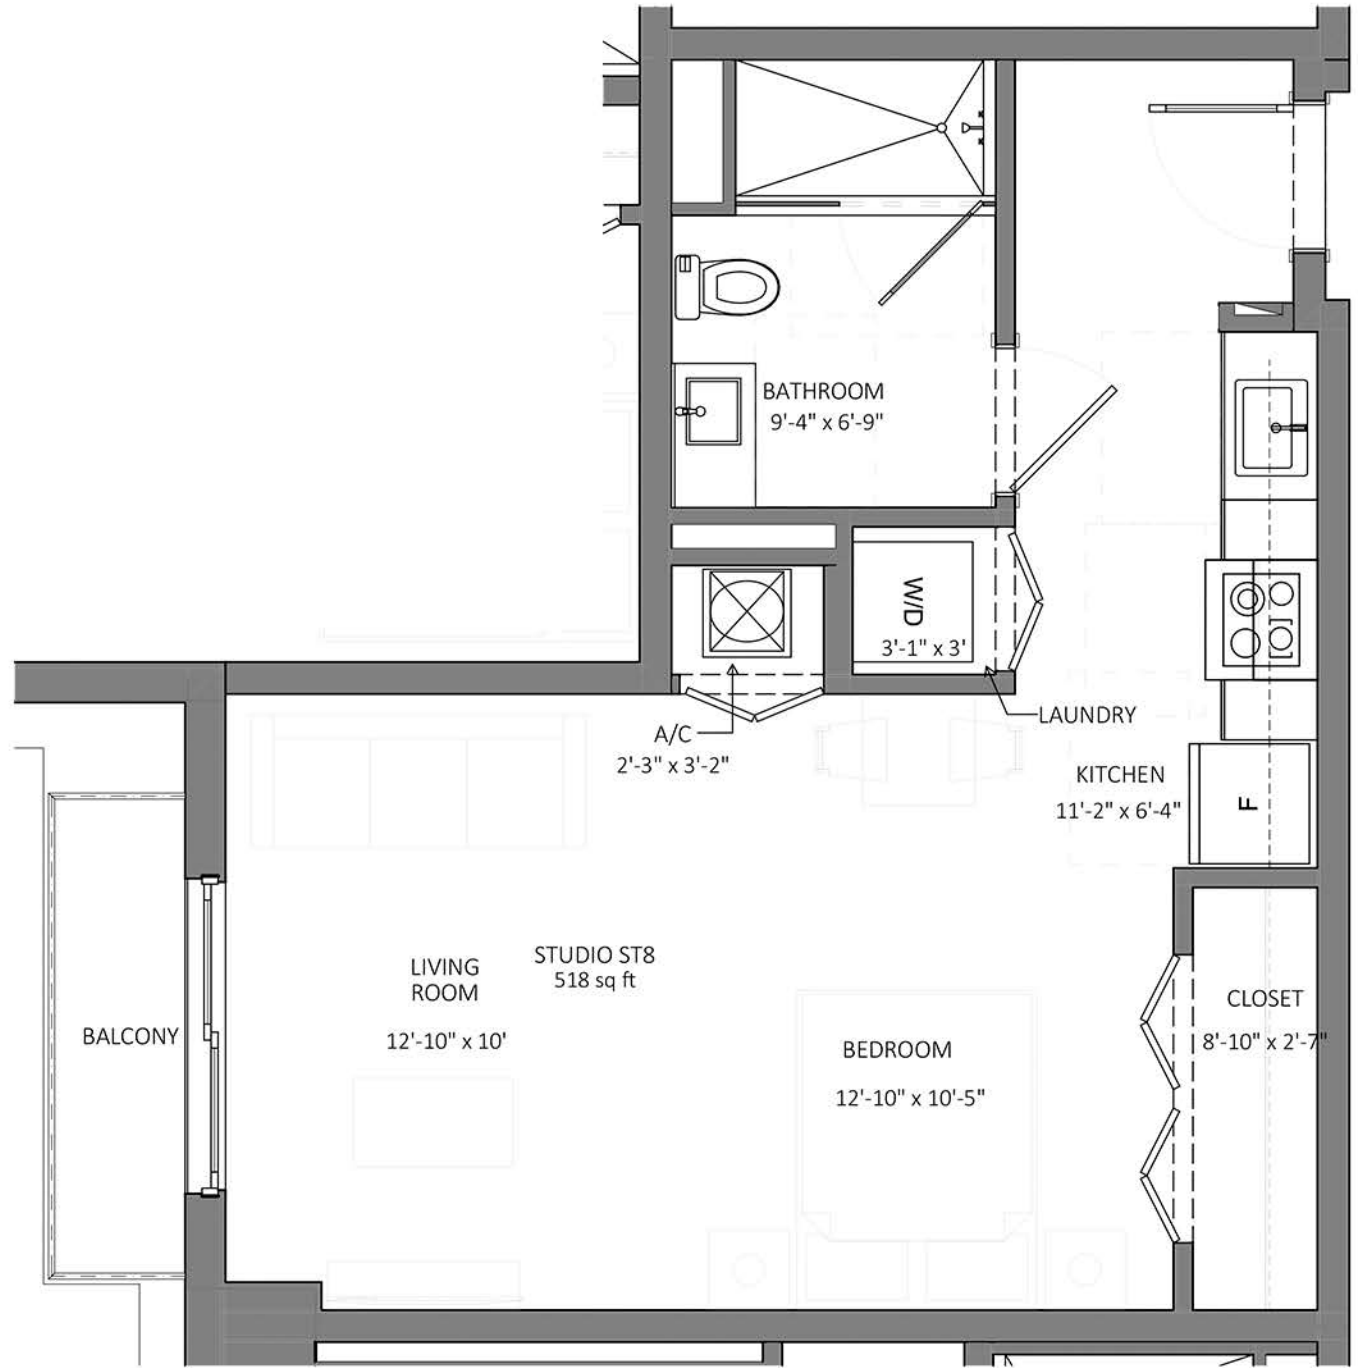 BATHROOM
9'-4" x 6'-9"
W/D
3'-1" x 3'
LAUNDRY
A/C
2'-3" x 3'-2"
KITCHEN
11'-2" x 6'-4"
F
STUDIO ST8
518 sq ft
LIVING
ROOM
12'-10" x 10'
BALCONY
BEDROOM
12'-10" x 10'-5"
CLOSET
8'-10" x 2'-7"